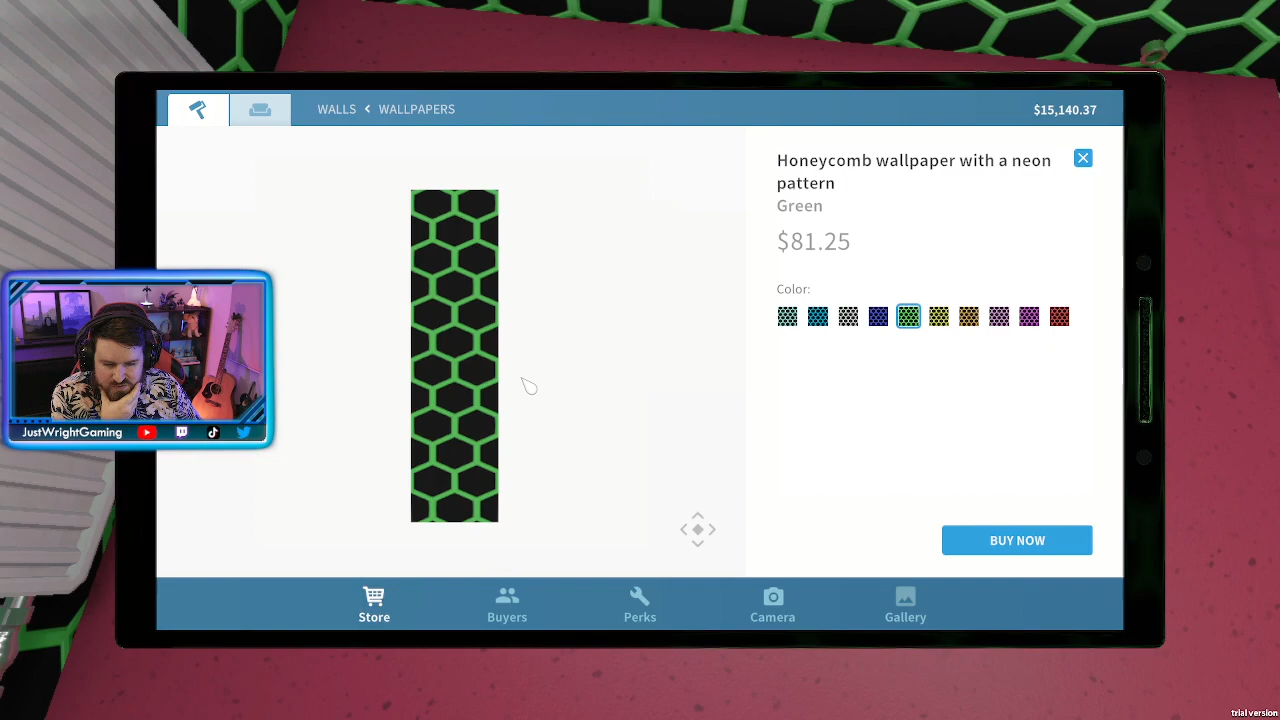 WALLS < WALLPAPERS
$15,140.37
Honeycomb wallpaper with a neon
pattern
Green
$81.25
Color:
BUY NOW
JustWrightGaming
Store
Buyers
Perks
Camera
Gallery
trial version